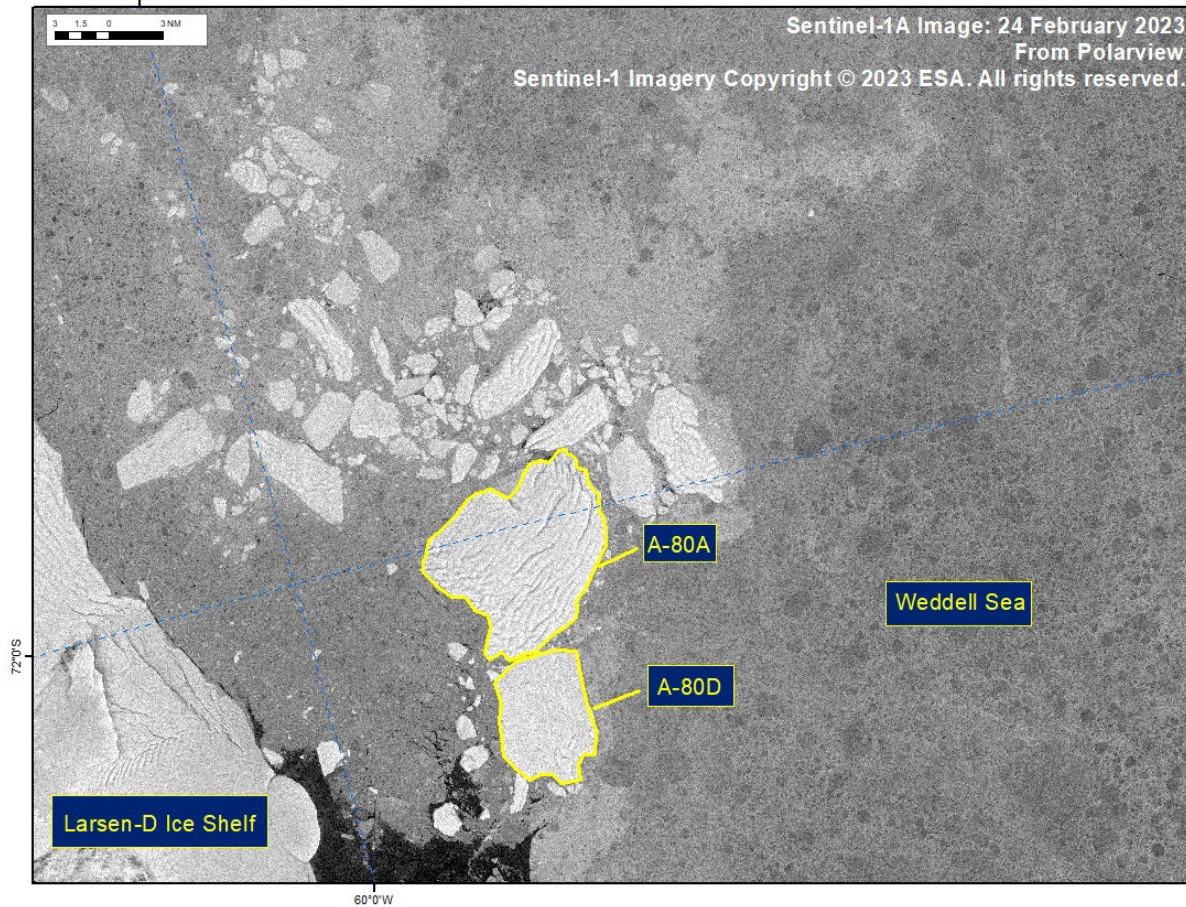 3 1.5 0 3 NM
Sentinel-1A Image: 24 February 2023
From Polarview
Sentinel-1 Imagery Copyright © 2023 ESA. All rights reserved.
A-80A
Weddell Sea
72°0'S
A-80D
Larsen-D Ice Shelf
60°0'W